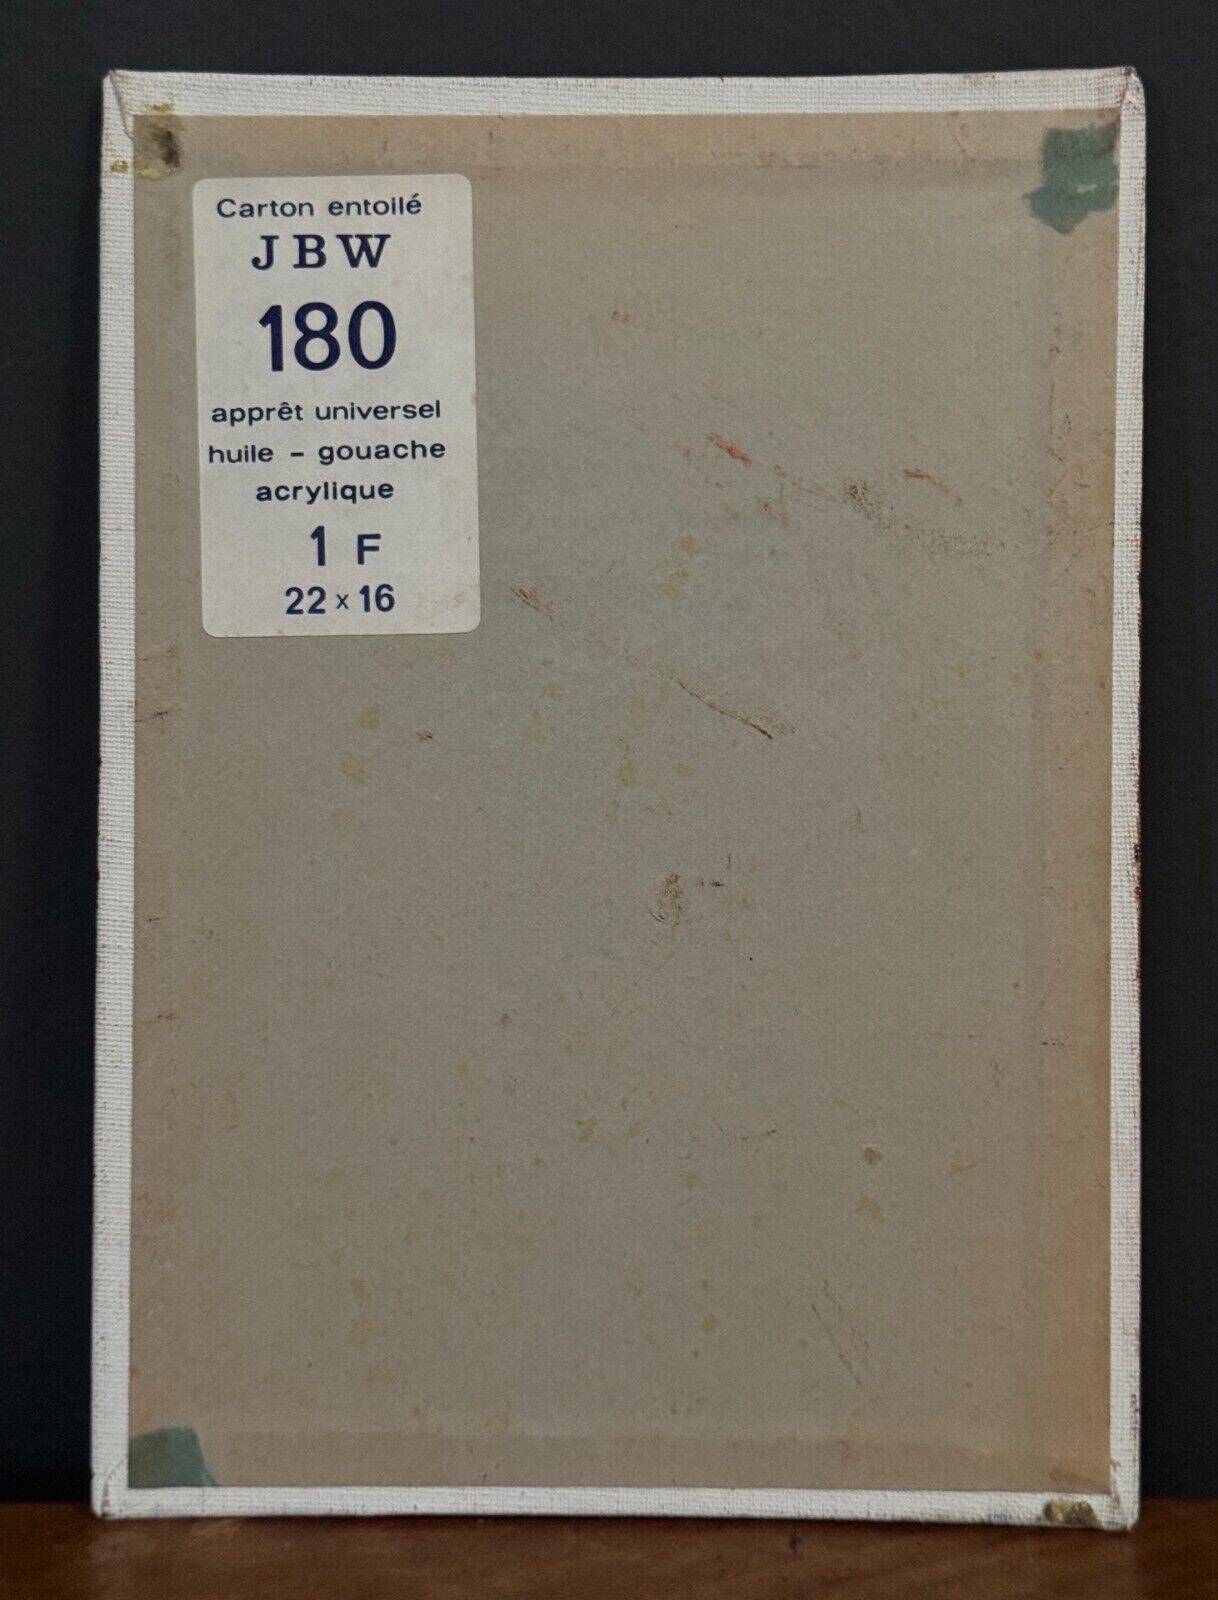 Carton entoilé
JBW
180
apprêt universel
huile - gouache
acrylique
1 F
22 x 16